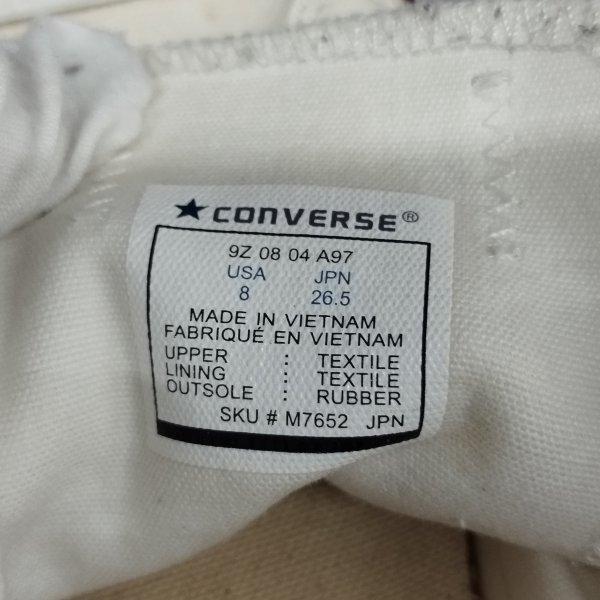 ★ CONVERSE®
9Z 08 04 A97
USA JPN
8 26.5
MADE IN VIETNAM
FABRIQUÉ EN VIETNAM
UPPER : TEXTILE
LINING : TEXTILE
OUTSOLE : RUBBER
SKU # M7652 JPN